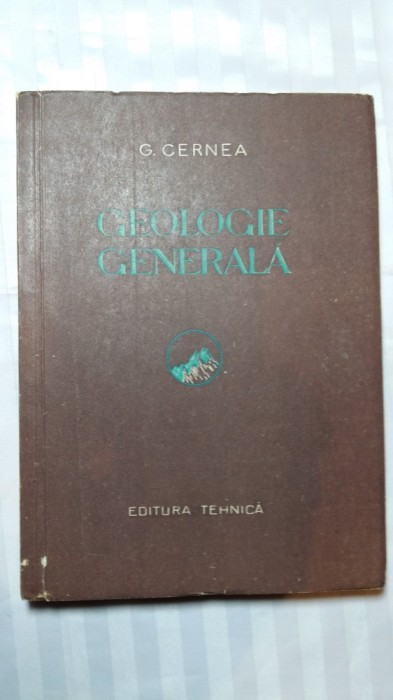 G. CERNEA
GEOLOGIE
GENERALĂ
EDITURA TEHNICĂ